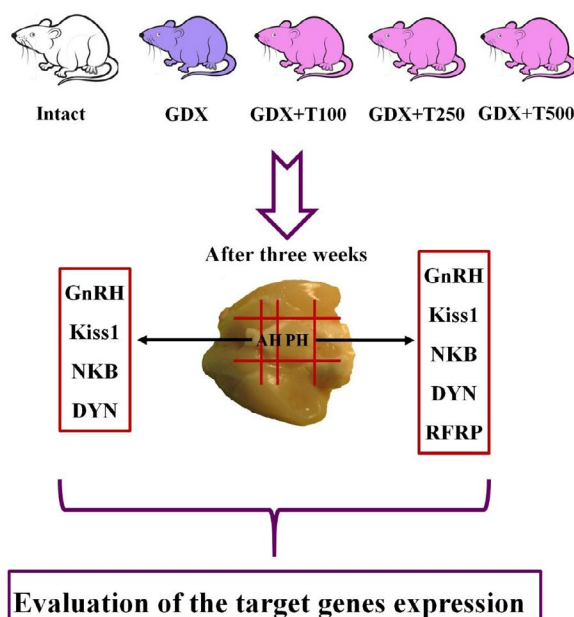 Intact GDX GDX+T100 GDX+T250 GDX+T500
After three weeks
GnRH
Kiss1
NKB
DYN
AH PH
GnRH
Kiss1
NKB
DYN
RFRP
Evaluation of the target genes expression